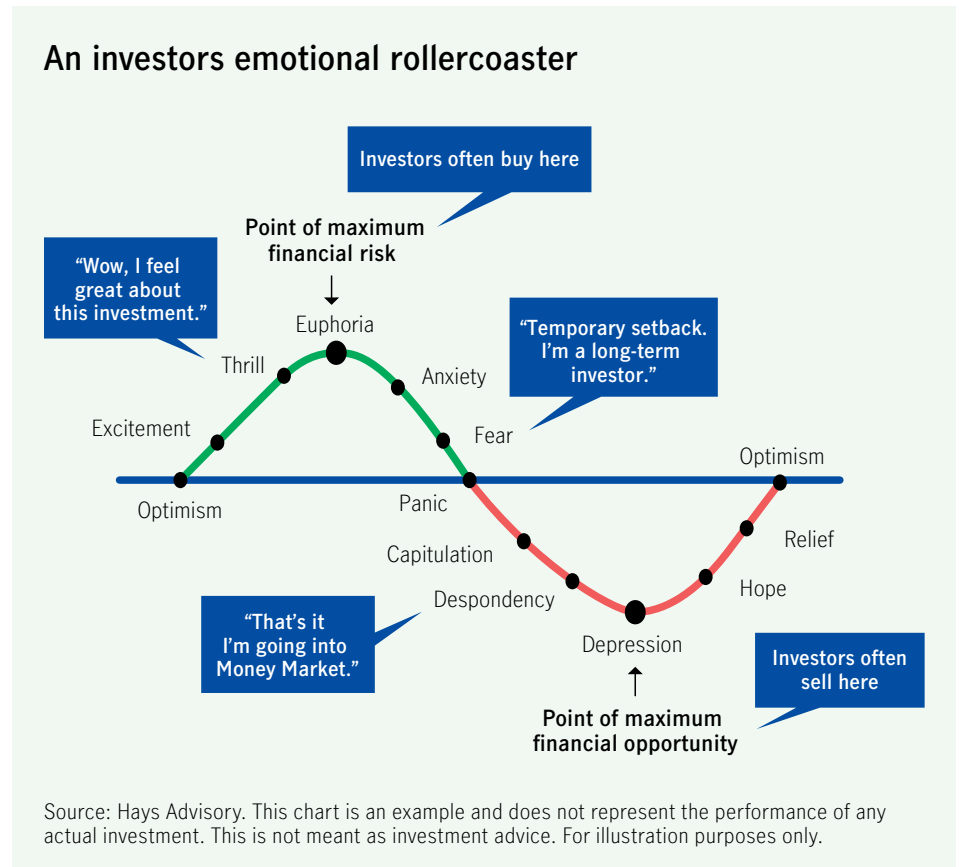 An investors emotional rollercoaster
Investors often buy here
Point of maximum
financial risk
“Wow, I feel
great about
this investment.”
Euphoria
“Temporary setback.
I’m a long-term
investor.”
Thrill
Anxiety
Excitement
Fear
Optimism
Optimism
Panic
Relief
Capitulation
Hope
Despondency
“That’s it
I’m going into
Money Market.”
Depression
Investors often
sell here
Point of maximum
financial opportunity
Source: Hays Advisory. This chart is an example and does not represent the performance of any
actual investment. This is not meant as investment advice. For illustration purposes only.